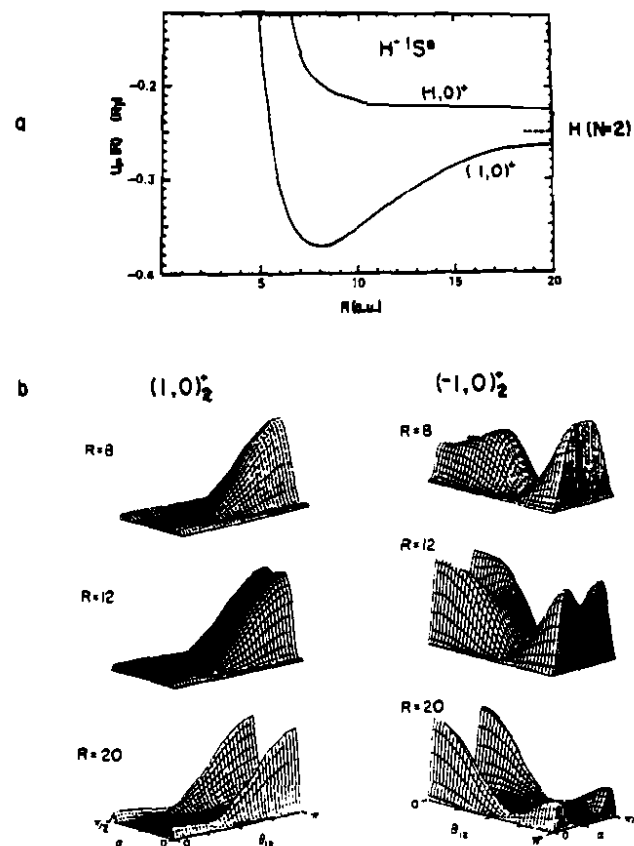 a
H⁻ ¹Sᵉ
(-1,0)⁺
H (N=2)
(1,0)⁺
-0.2
-0.3
-0.4
5
10
15
20
R (a.u.)
b
(1,0)₂⁺
(-1,0)₂⁺
R=8
R=8
R=12
R=12
R=20
R=20
π/2
α
0
0
θ₁₂
π
0
θ₁₂
π
0
α